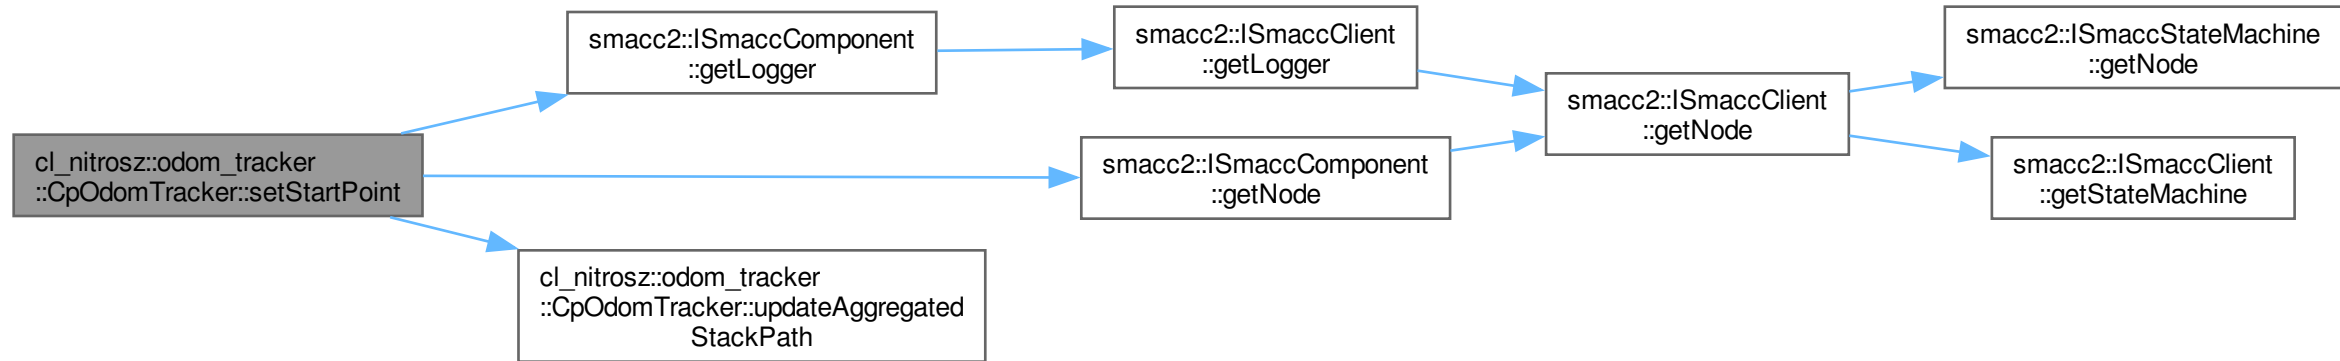 cl_nitrosz::odom_tracker
::CpOdomTracker::setStartPoint
smacc2::ISmaccComponent
::getLogger
smacc2::ISmaccClient
::getLogger
smacc2::ISmaccClient
::getNode
smacc2::ISmaccStateMachine
::getNode
smacc2::ISmaccClient
::getStateMachine
smacc2::ISmaccComponent
::getNode
cl_nitrosz::odom_tracker
::CpOdomTracker::updateAggregated
StackPath